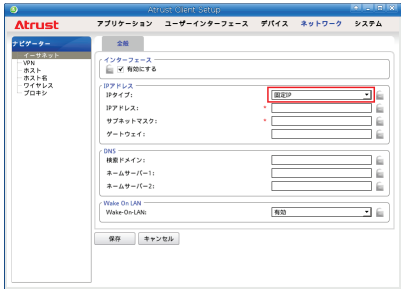 Atrust Client Setup
Atrust
アプリケーション ユーザーインターフェース デバイス ネットワーク システム
ナビゲーター
イーサネット
VPN
ホスト
ホスト名
ワイヤレス
プロキシ
全般
インターフェース
有効にする
IPアドレス
IPタイプ:
固定IP
IPアドレス: *
サブネットマスク: *
ゲートウェイ:
DNS
検索ドメイン:
ネームサーバー1:
ネームサーバー2:
Wake On LAN
Wake-On-LAN:
有効
保存 キャンセル